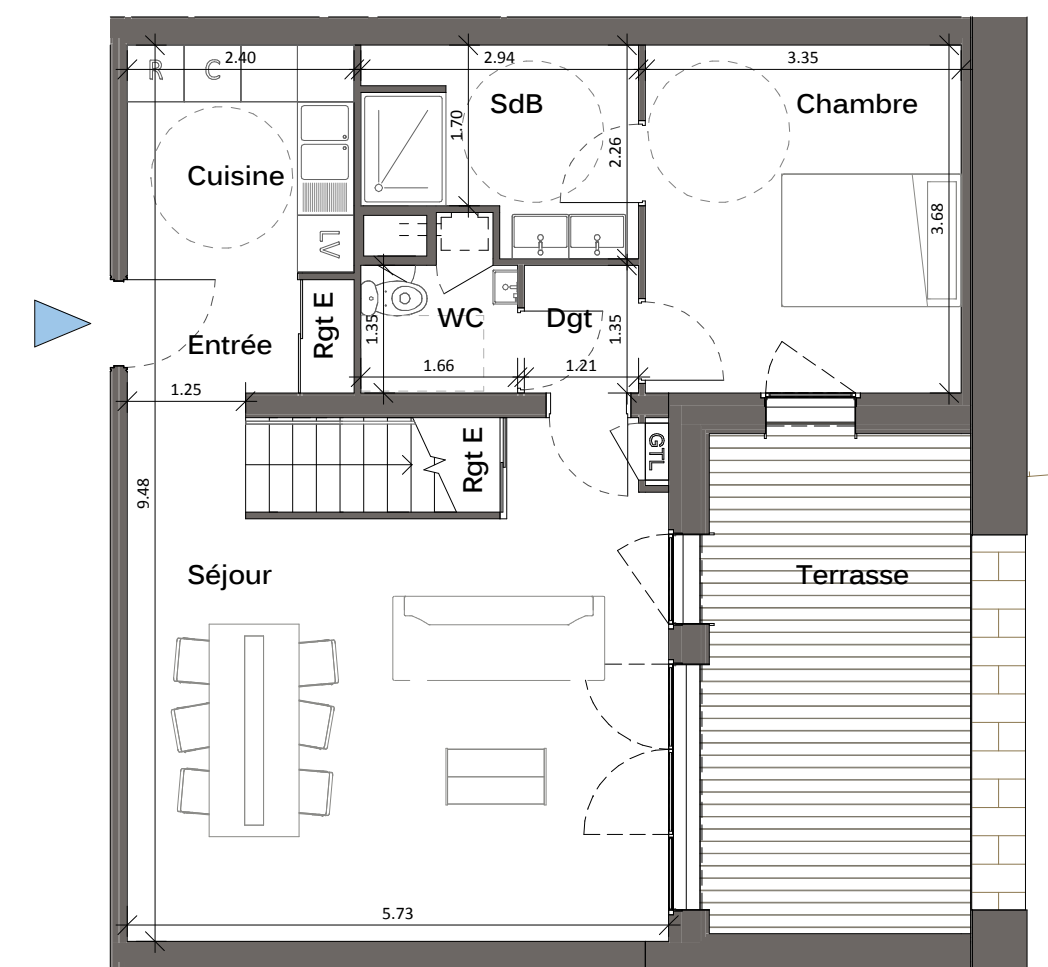 2.40
2.94
3.35
R
C
SdB
Chambre
1.70
2.26
Cuisine
3.68
LV
Rgt E
WC
Dgt
1.35
1.35
Entrée
1.66
1.21
1.25
Rgt E
GTL
9.48
Séjour
Terrasse
5.73